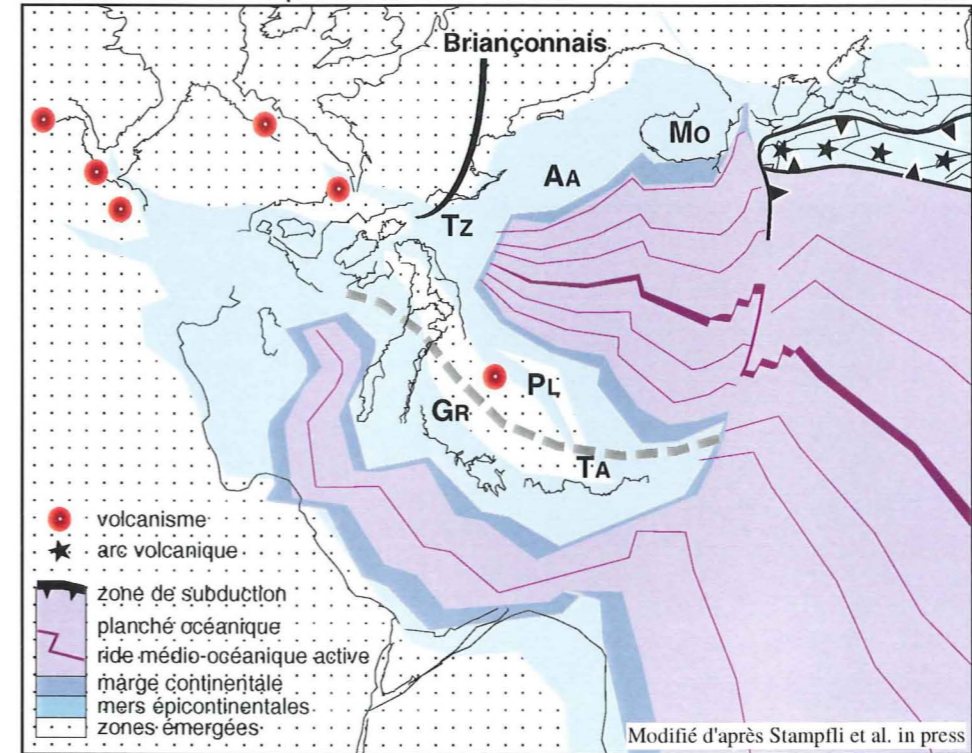 Briançonnais
Mo
AA
Tz
PL
GR
TA
volcanisme
arc volcanique
zone de subduction
planché océanique
ride médio-océanique active
marge continentale
mers épicontinentales
zones émergées
Modifié d'après Stampfli et al. in press